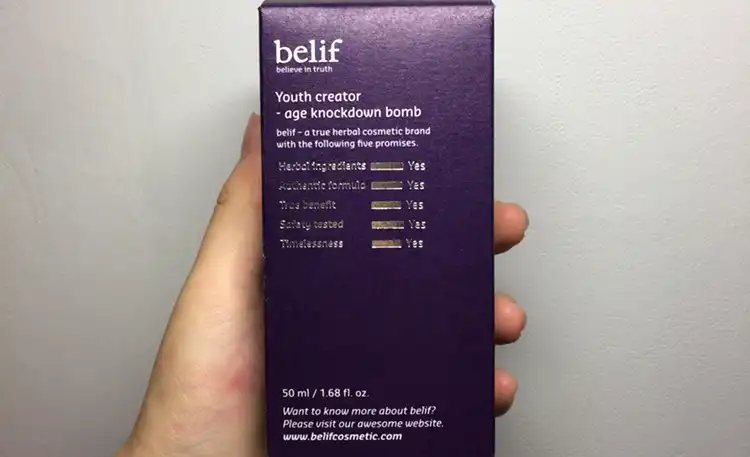 belif
believe in truth
Youth creator
- age knockdown bomb
belif – a true herbal cosmetic brand
with the following five promises.
Herbal ingredients Yes
Authentic formula Yes
True benefit Yes
Safety tested Yes
Timelessness Yes
50 ml / 1.68 fl. oz.
Want to know more about belif?
Please visit our awesome website.
www.belifcosmetic.com